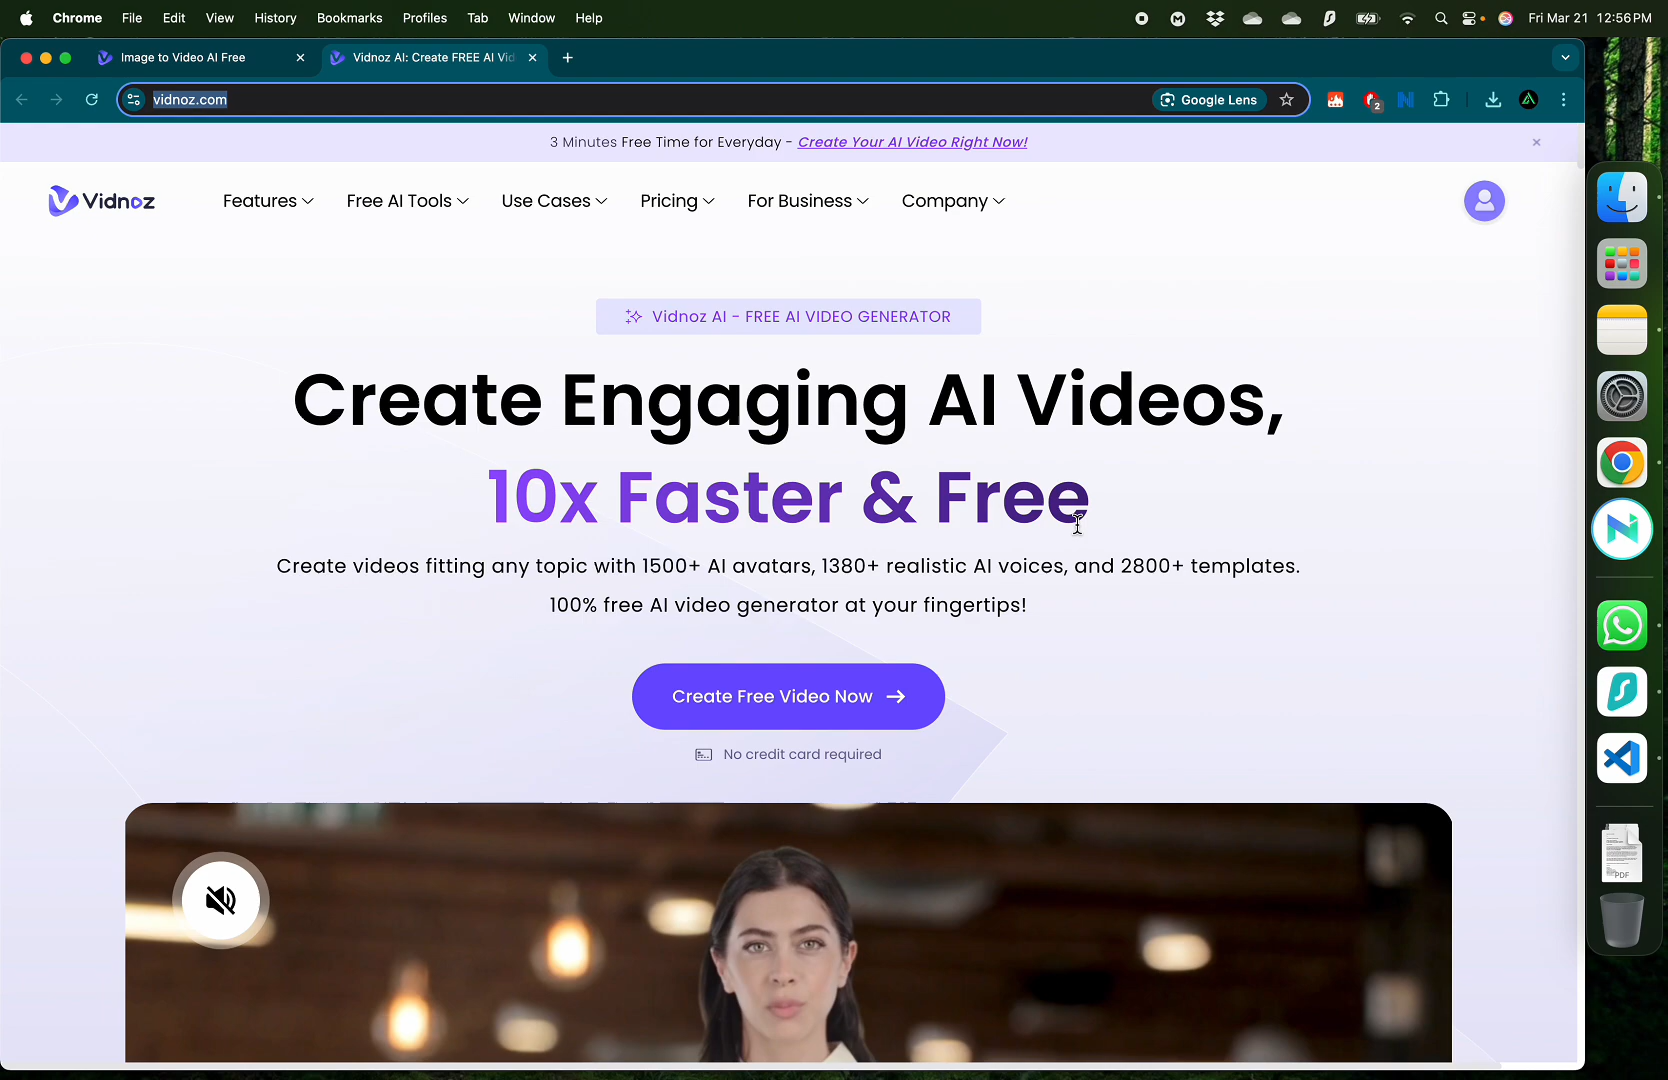 Chrome File Edit View History Bookmarks Profiles Tab Window Help
Fri Mar 21 12:56 PM
Image to Video AI Free
Vidnoz AI: Create FREE AI Vid
vidnoz.com
Google Lens
2
3 Minutes Free Time for Everyday - Create Your AI Video Right Now!
Vidnoz
Features Free AI Tools Use Cases Pricing For Business Company
Vidnoz AI - FREE AI VIDEO GENERATOR
Create Engaging AI Videos,
10x Faster & Free
Create videos fitting any topic with 1500+ AI avatars, 1380+ realistic AI voices, and 2800+ templates.
100% free AI video generator at your fingertips!
Create Free Video Now
No credit card required
PDF